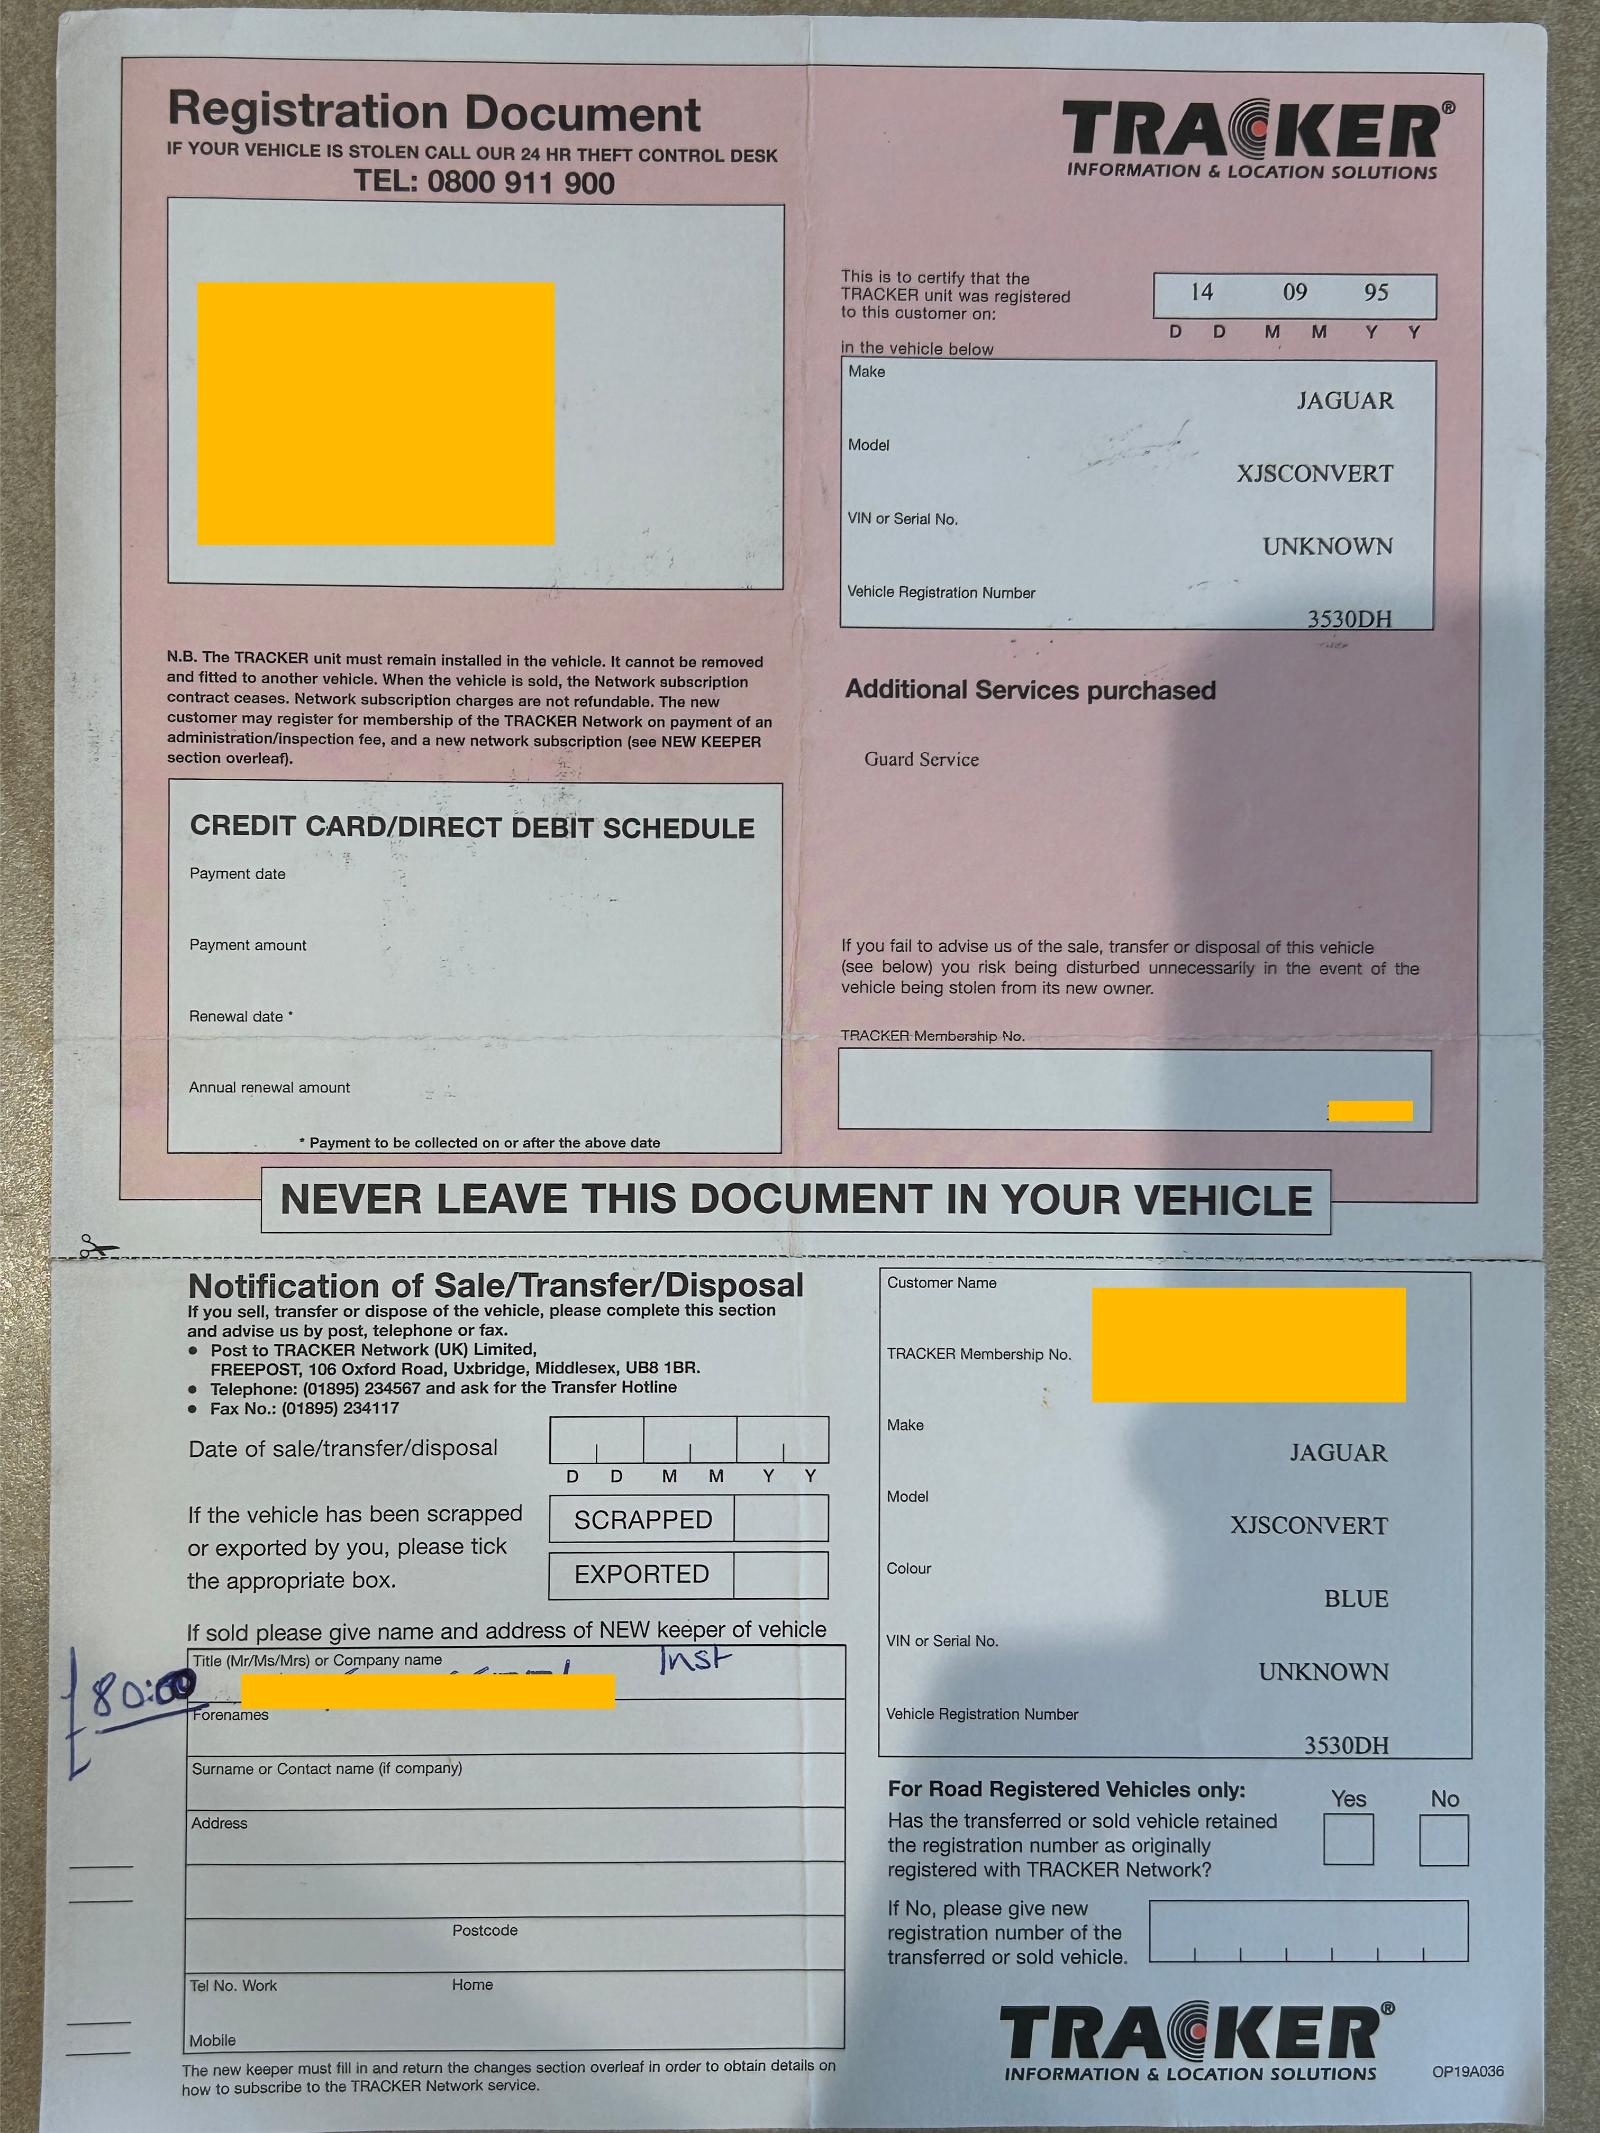 Registration Document
IF YOUR VEHICLE IS STOLEN CALL OUR 24 HR THEFT CONTROL DESK
TEL: 0800 911 900
TRACKER®
INFORMATION & LOCATION SOLUTIONS
This is to certify that the
TRACKER unit was registered
to this customer on:
14 09 95
D D M M Y Y
in the vehicle below
Make
JAGUAR
Model
XJSCONVERT
VIN or Serial No.
UNKNOWN
Vehicle Registration Number
3530DH
N.B. The TRACKER unit must remain installed in the vehicle. It cannot be removed
and fitted to another vehicle. When the vehicle is sold, the Network subscription
contract ceases. Network subscription charges are not refundable. The new
customer may register for membership of the TRACKER Network on payment of an
administration/inspection fee, and a new network subscription (see NEW KEEPER
section overleaf).
Additional Services purchased
Guard Service
CREDIT CARD/DIRECT DEBIT SCHEDULE
Payment date
Payment amount
Renewal date *
Annual renewal amount
* Payment to be collected on or after the above date
If you fail to advise us of the sale, transfer or disposal of this vehicle
(see below) you risk being disturbed unnecessarily in the event of the
vehicle being stolen from its new owner.
TRACKER Membership No.
NEVER LEAVE THIS DOCUMENT IN YOUR VEHICLE
Notification of Sale/Transfer/Disposal
If you sell, transfer or dispose of the vehicle, please complete this section
and advise us by post, telephone or fax.
• Post to TRACKER Network (UK) Limited,
FREEPOST, 106 Oxford Road, Uxbridge, Middlesex, UB8 1BR.
• Telephone: (01895) 234567 and ask for the Transfer Hotline
• Fax No.: (01895) 234117
Date of sale/transfer/disposal
D D M M Y Y
If the vehicle has been scrapped
or exported by you, please tick
the appropriate box.
SCRAPPED
EXPORTED
If sold please give name and address of NEW keeper of vehicle
Title (Mr/Ms/Mrs) or Company name
Inst
£80:00
Forenames
Surname or Contact name (if company)
Address
Postcode
Tel No. Work Home
Mobile
The new keeper must fill in and return the changes section overleaf in order to obtain details on
how to subscribe to the TRACKER Network service.
Customer Name
TRACKER Membership No.
Make
JAGUAR
Model
XJSCONVERT
Colour
BLUE
VIN or Serial No.
UNKNOWN
Vehicle Registration Number
3530DH
For Road Registered Vehicles only:
Yes No
Has the transferred or sold vehicle retained
the registration number as originally
registered with TRACKER Network?
If No, please give new
registration number of the
transferred or sold vehicle.
TRACKER®
INFORMATION & LOCATION SOLUTIONS
OP19A036